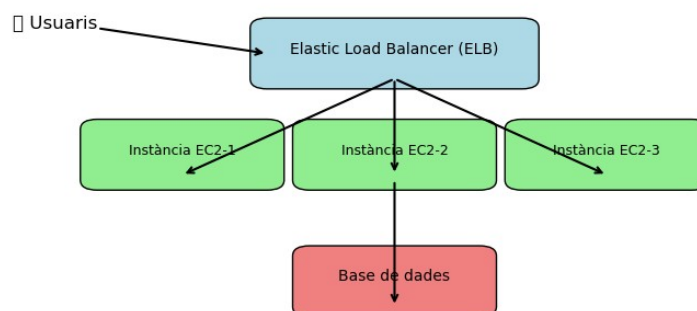 Usuaris
Elastic Load Balancer (ELB)
Instància EC2-1
Instància EC2-2
Instància EC2-3
Base de dades